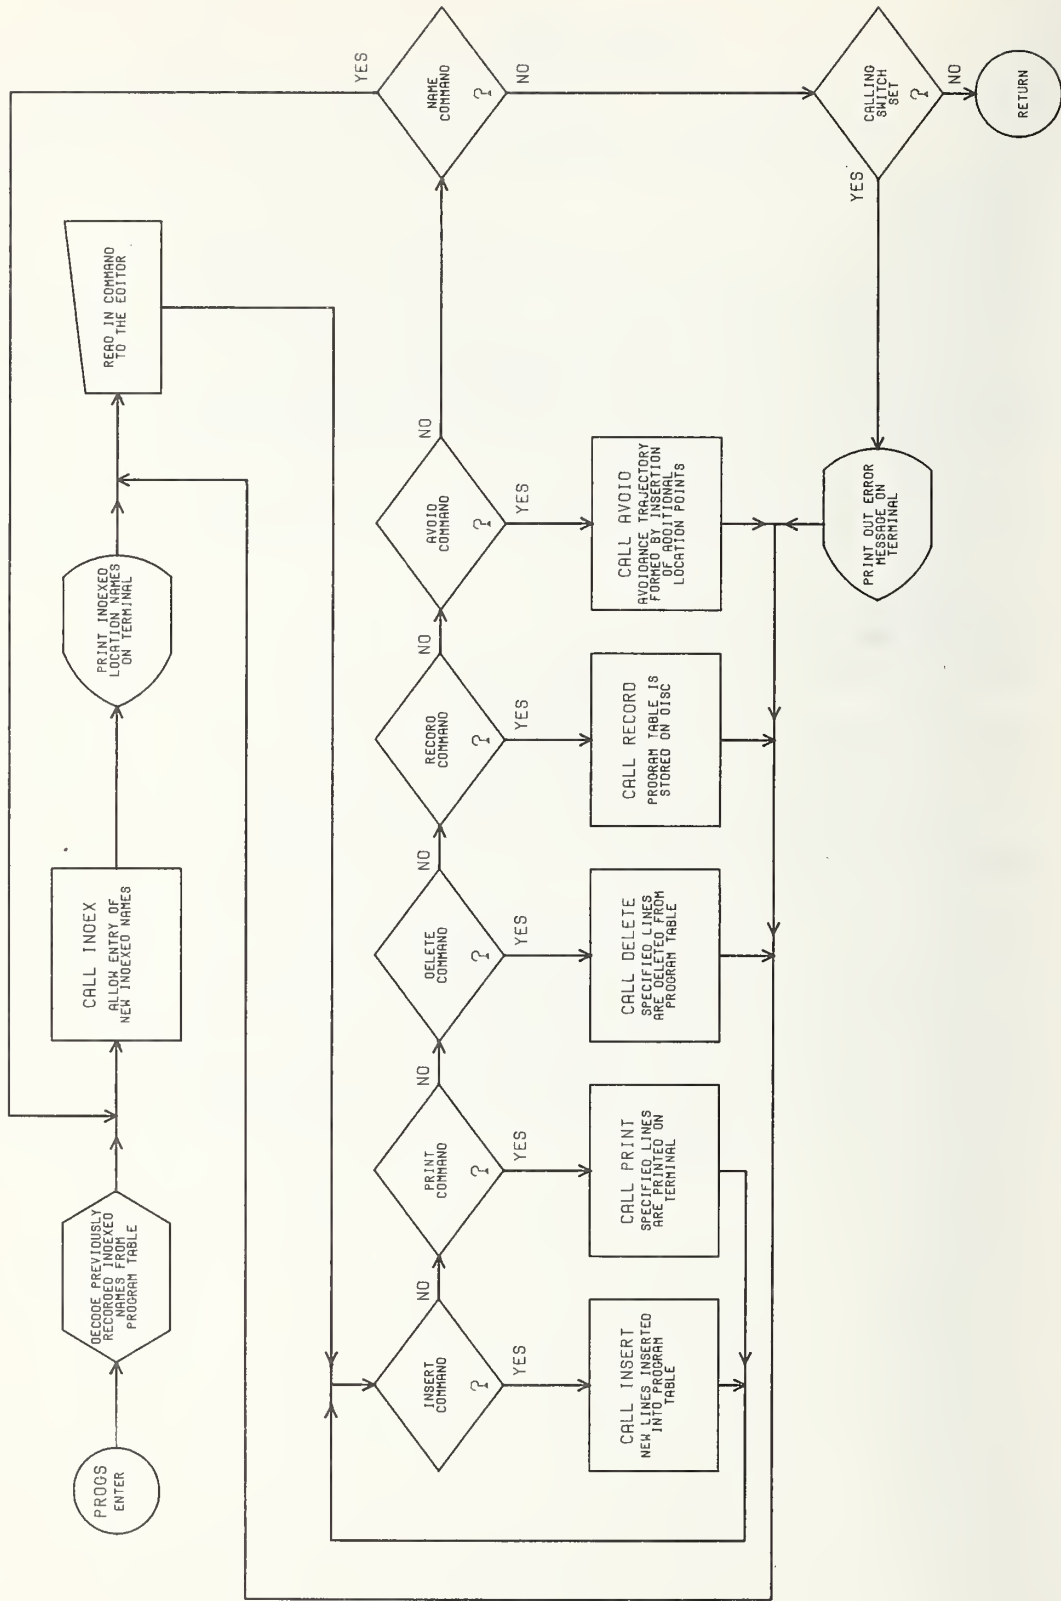 PROGS
ENTER
DECODE PREVIOUSLY
RECORDED INDEXED
NAMES FROM
PROGRAM TABLE
CALL INDEX
ALLOW ENTRY OF
NEW INDEXED NAMES
PRINT INDEXED
LOCATION NAMES
ON TERMINAL
READ IN COMMAND
TO THE EDITOR
INSERT
COMMAND
?
NO
YES
PRINT
COMMAND
?
NO
YES
DELETE
COMMAND
?
NO
YES
RECORD
COMMAND
?
NO
YES
AVOID
COMMAND
?
NO
YES
NAME
COMMAND
?
YES
NO
CALL INSERT
NEW LINES INSERTED
INTO PROGRAM
TABLE
CALL PRINT
SPECIFIED LINES
ARE PRINTED ON
TERMINAL
CALL DELETE
SPECIFIED LINES
ARE DELETED FROM
PROGRAM TABLE
CALL RECORD
PROGRAM TABLE IS
STORED ON DISC
CALL AVOID
AVOIDANCE TRAJECTORY
FORMED BY INSERTION
OF ADDITIONAL
LOCATION POINTS
CALLING
SWITCH
SET
?
YES
NO
PRINT OUT ERROR
MESSAGE ON
TERMINAL
RETURN